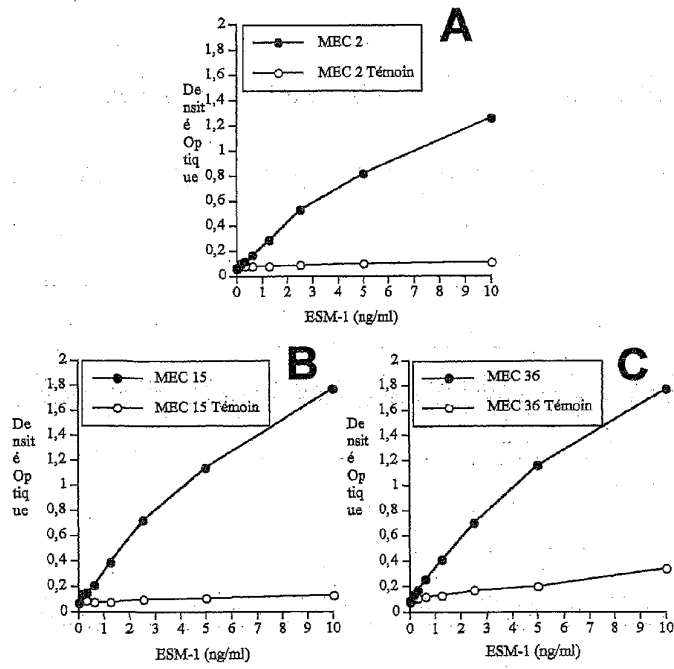 A
MEC 2
MEC 2 Témoin
De
nsit
é
Op
tiq
ue
2
1,8
1,6
1,4
1,2
1
0,8
0,6
0,4
0,2
0
0 1 2 3 4 5 6 7 8 9 10
ESM-1 (ng/ml)
B
MEC 15
MEC 15 Témoin
De
nsit
é Op
tiq
ue
2
1,8
1,6
1,4
1,2
1
0,8
0,6
0,4
0,2
0
0 1 2 3 4 5 6 7 8 9 10
ESM-1 (ng/ml)
C
MEC 36
MEC 36 Témoin
De
nsit
é Op
tiq
ue
2
1,8
1,6
1,4
1,2
1
0,8
0,6
0,4
0,2
0
0 1 2 3 4 5 6 7 8 9 10
ESM-1 (ng/ml)